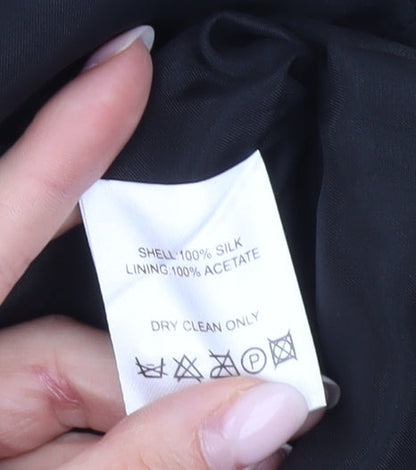 SHELL:100% SILK
LINING:100% ACETATE
DRY CLEAN ONLY
P